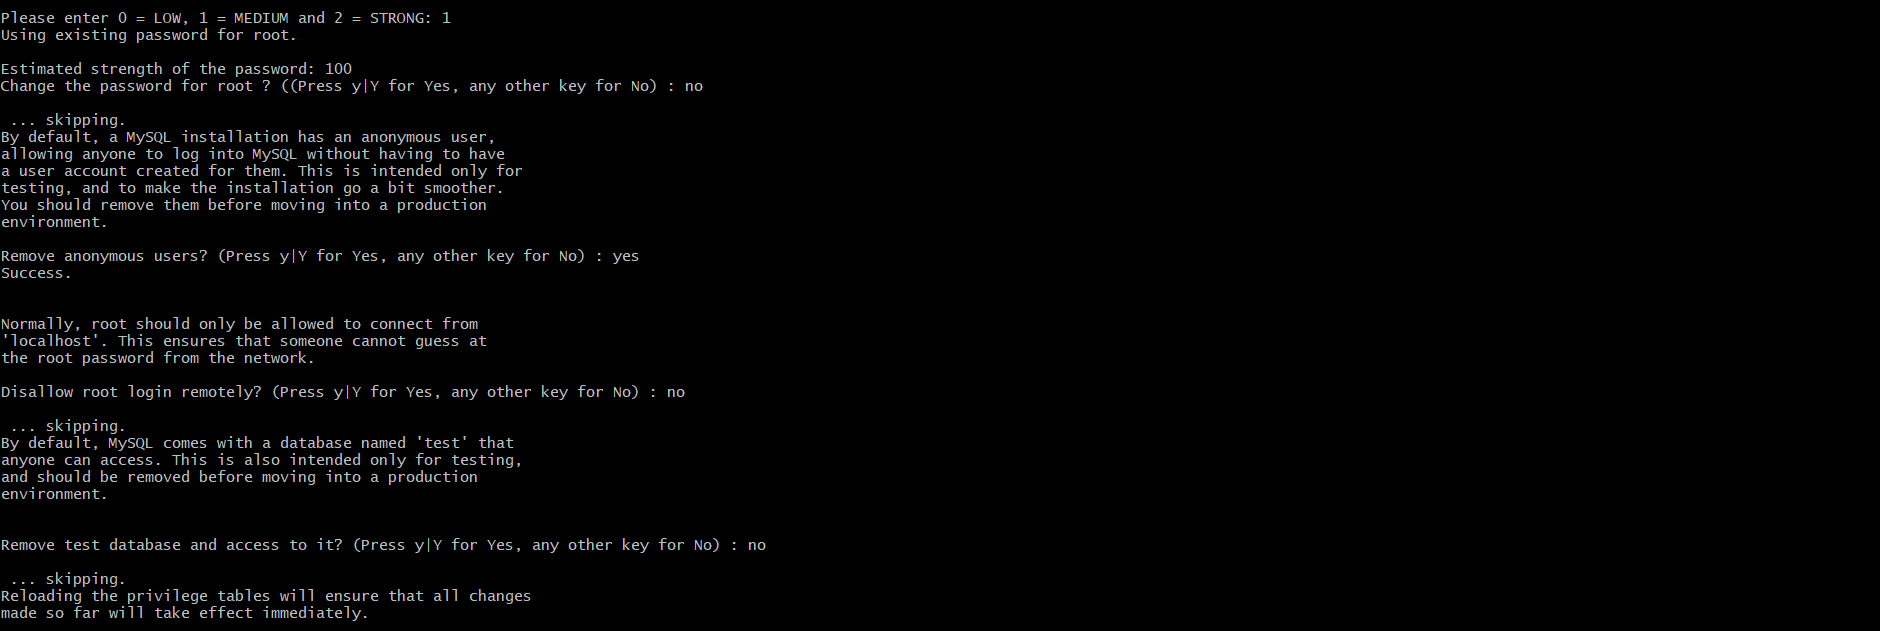 Please enter 0 = LOW, 1 = MEDIUM and 2 = STRONG: 1
Using existing password for root.
Estimated strength of the password: 100
Change the password for root ? ((Press y|Y for Yes, any other key for No) : no
... skipping.
By default, a MySQL installation has an anonymous user,
allowing anyone to log into MySQL without having to have
a user account created for them. This is intended only for
testing, and to make the installation go a bit smoother.
You should remove them before moving into a production
environment.
Remove anonymous users? (Press y|Y for Yes, any other key for No) : yes
Success.
Normally, root should only be allowed to connect from
'localhost'. This ensures that someone cannot guess at
the root password from the network.
Disallow root login remotely? (Press y|Y for Yes, any other key for No) : no
... skipping.
By default, MySQL comes with a database named 'test' that
anyone can access. This is also intended only for testing,
and should be removed before moving into a production
environment.
Remove test database and access to it? (Press y|Y for Yes, any other key for No) : no
... skipping.
Reloading the privilege tables will ensure that all changes
made so far will take effect immediately.